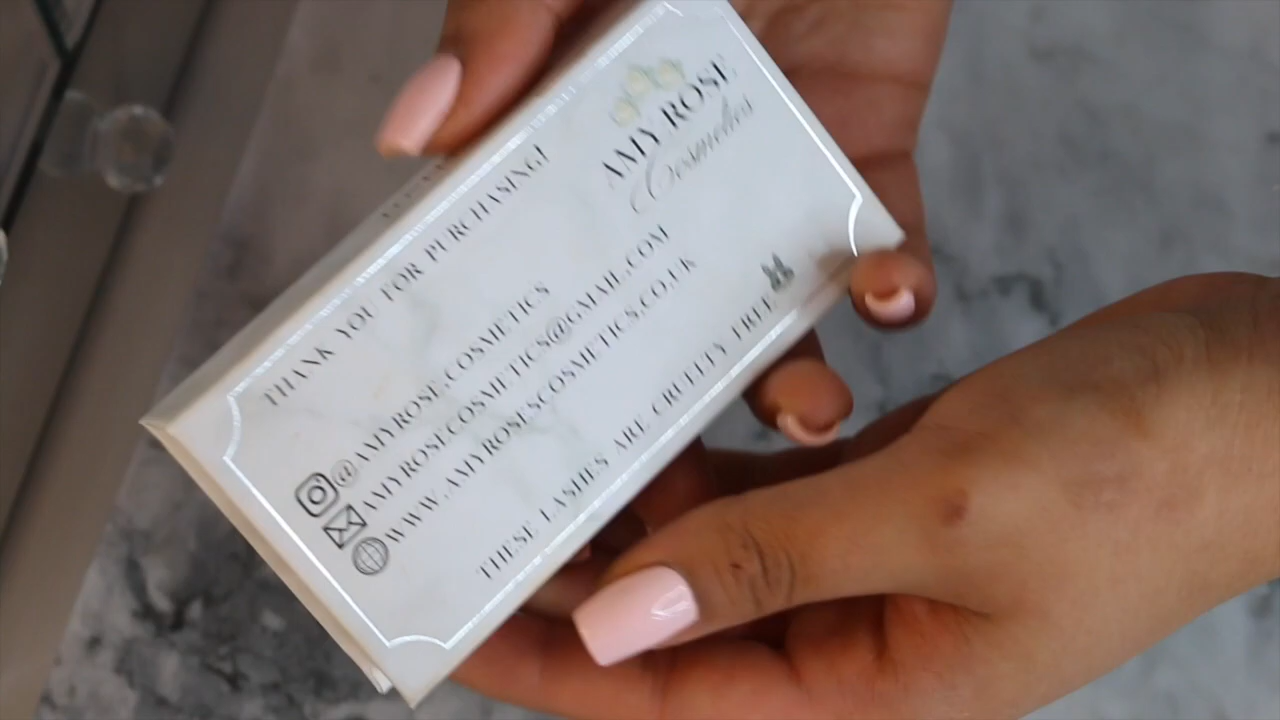 AMY ROSE
Cosmetics
THANK YOU FOR PURCHASING!
@AMYROSE.COSMETICS
AMYROSECOSMETICS@GMAIL.COM
WWW.AMYROSESCOSMETICS.CO.UK
THESE LASHES ARE CRUELTY FREE